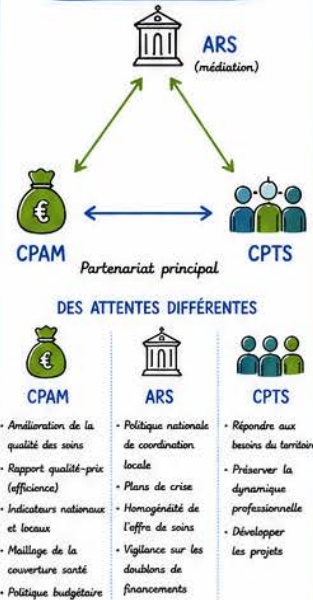 ARS
(médiation)
€
CPAM
CPTS
Partenariat principal
DES ATTENTES DIFFÉRENTES
€
CPAM
• Amélioration de la
qualité des soins
• Rapport qualité-prix
(efficience)
• Indicateurs nationaux
et locaux
• Maillage de la
couverture santé
• Politique budgétaire
ARS
• Politique nationale
de coordination
locale
• Plans de crise
• Homogénéité de
l'offre de soins
• Vigilance sur les
doublons de
financements
CPTS
• Répondre aux
besoins du territoire
• Préserver la
dynamique
professionnelle
• Développer
les projets